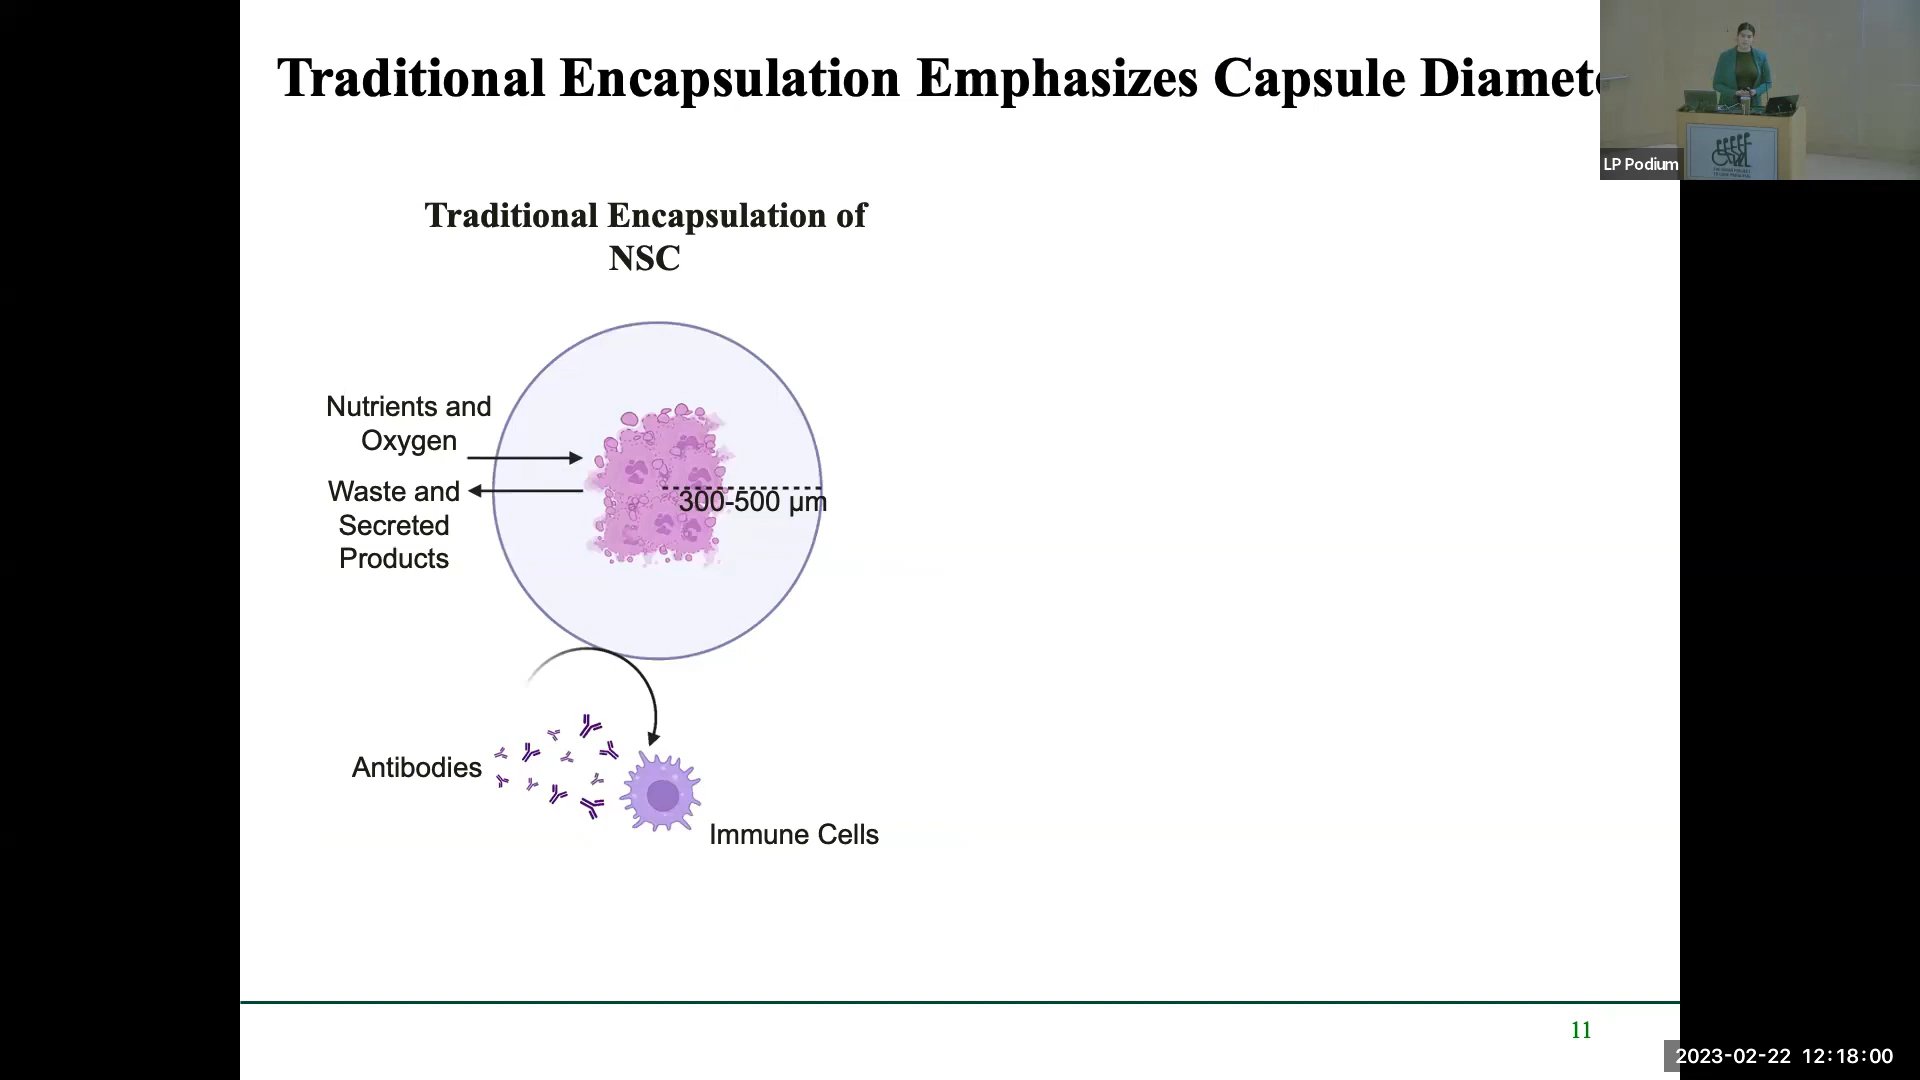 Traditional Encapsulation Emphasizes Capsule Diamet
LP Podium
Traditional Encapsulation of
NSC
Nutrients and
Oxygen
300-500 µm
Waste and
Secreted
Products
Antibodies
Immune Cells
11
2023-02-22 12:18:00